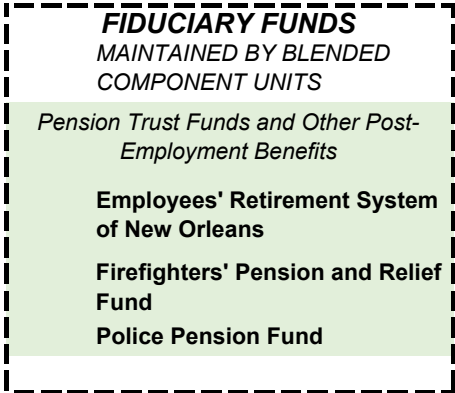 FIDUCIARY FUNDS
MAINTAINED BY BLENDED
COMPONENT UNITS
Pension Trust Funds and Other Post-
Employment Benefits
Employees' Retirement System
of New Orleans
Firefighters' Pension and Relief
Fund
Police Pension Fund